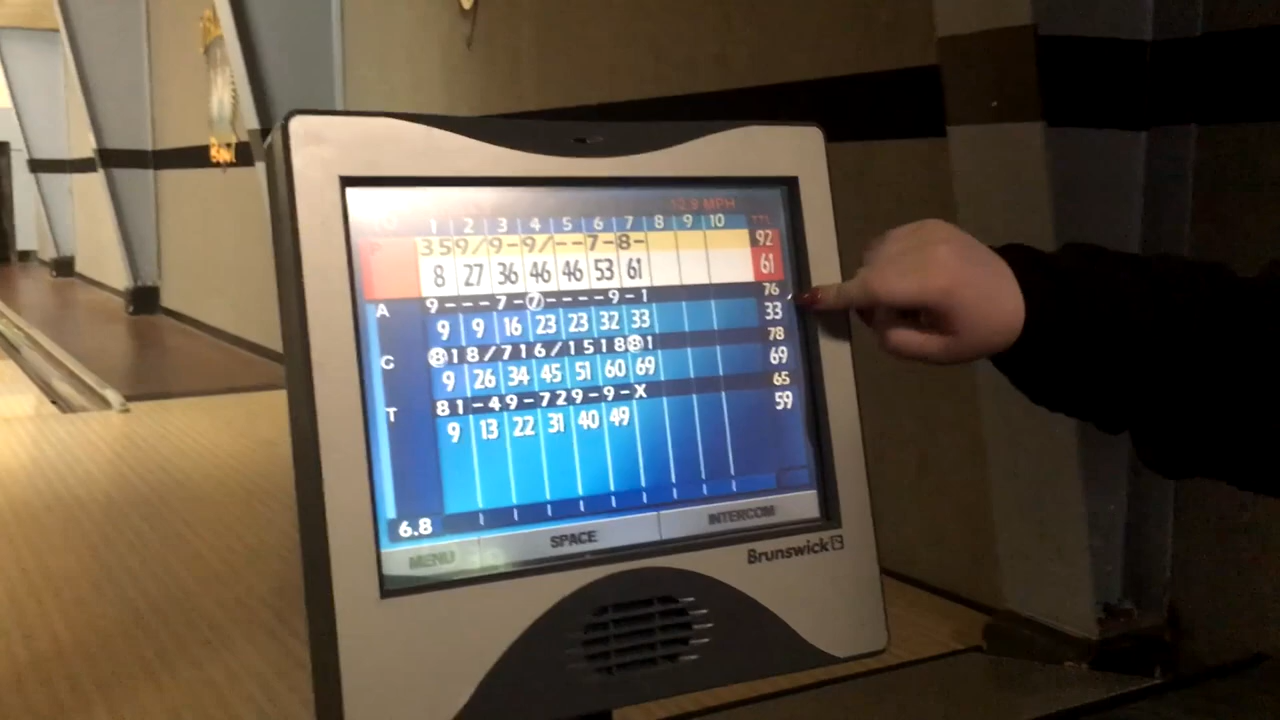 12.9 MPH
1 2 3 4 5 6 7 8 9 10 TTL
3 5 9 / 9 - 9 / - - 7 - 8 - 92
8 27 36 46 46 53 61 61
A 9 - - - 7 - 7 - - - - 9 - 1 76
9 9 16 23 23 32 33 33
8 1 8 / 7 1 6 / 1 5 1 8 8 1 78
G 9 26 34 45 51 60 69 69
8 1 - 4 9 - 7 2 9 - 9 - X 65
T 9 13 22 31 40 49 59
6.8
MENU SPACE INTERCOM
Brunswick